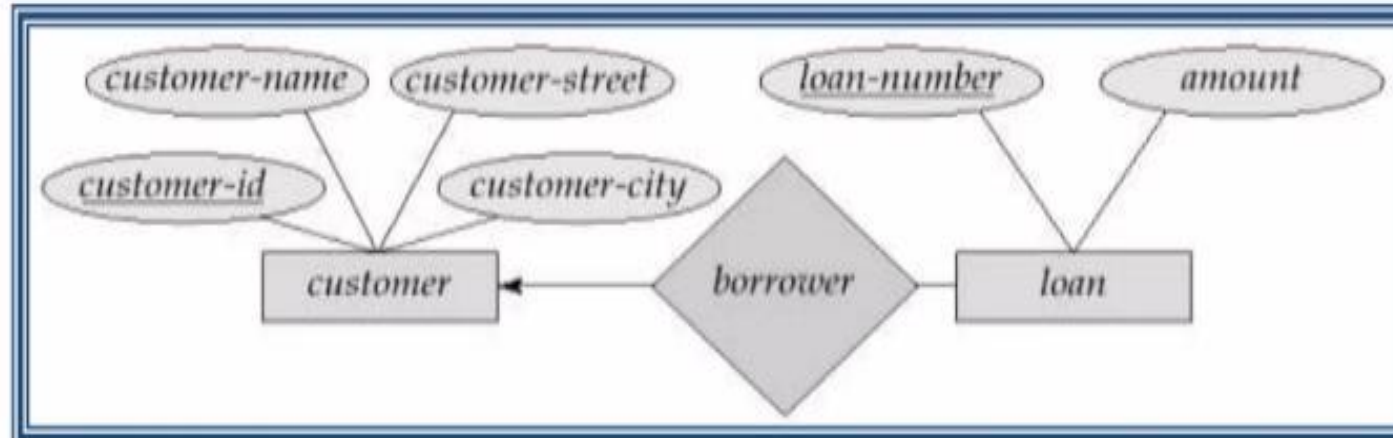 customer-name customer-street loan-number amount
customer-id customer-city
customer borrower loan